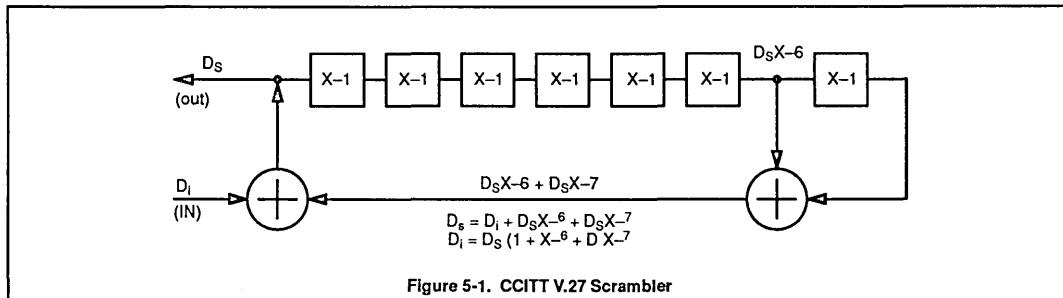 DSX–6
DS
(out)
X–1 X–1 X–1 X–1 X–1 X–1 X–1
Di
(IN)
DSX–6 + DSX–7
Ds = Di + DSX–6 + DSX–7
Di = DS (1 + X–6 + D X–7
Figure 5-1. CCITT V.27 Scrambler